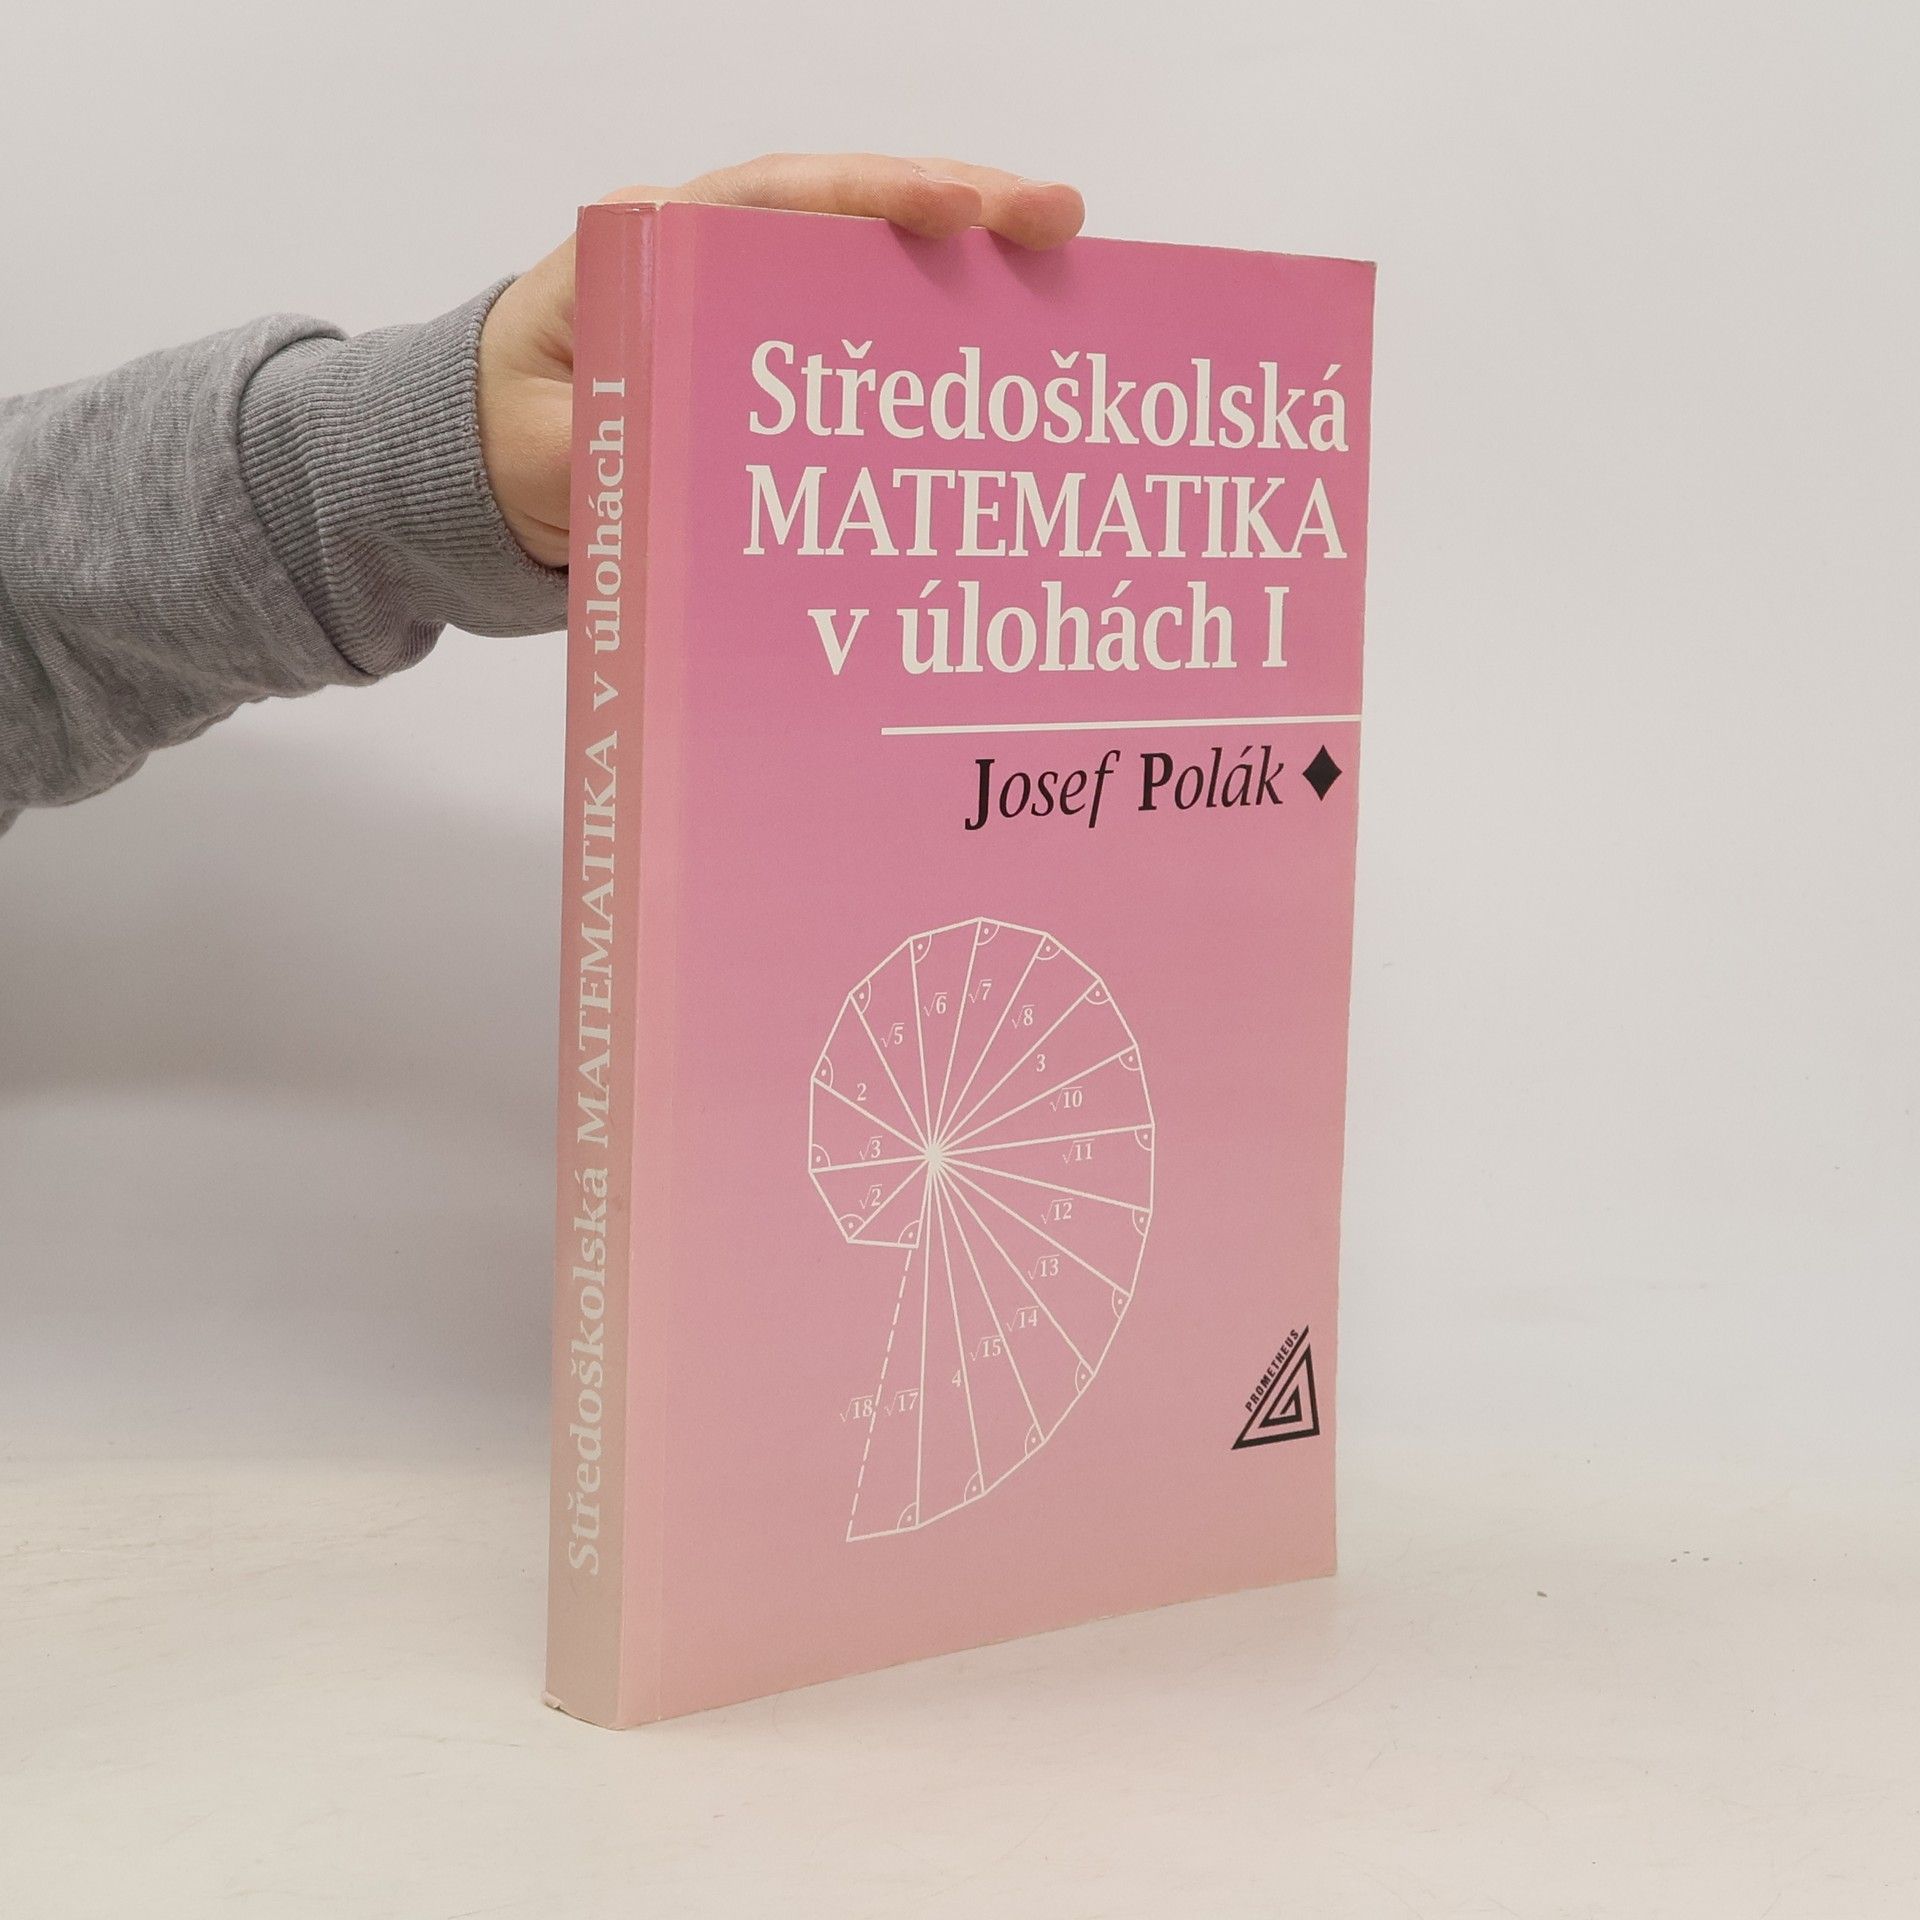 Středoškolská MATEMATIKA v úlohách I
Středoškolská
MATEMATIKA
v úlohách I
Josef Polák
√6
√7
√8
√5
3
2
√10
√3
√11
√2
√12
√13
√14
√15
4
√18
√17
PROMETHEUS